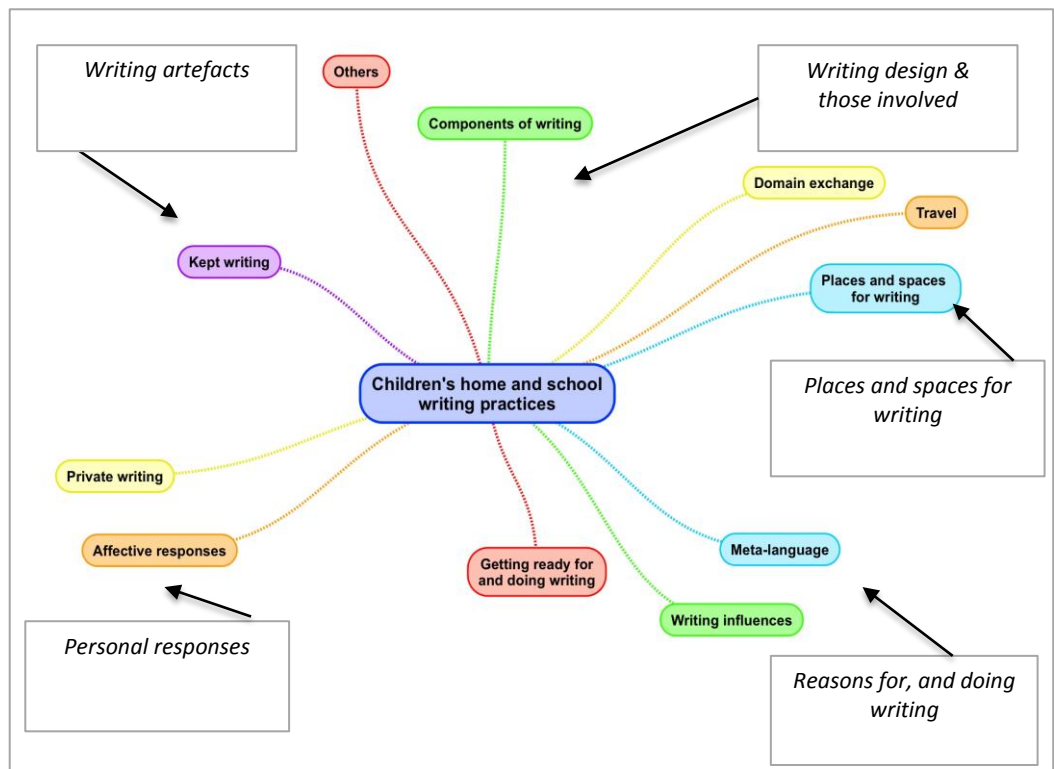 Writing artefacts
Others
Writing design &
those involved
Components of writing
Domain exchange
Travel
Kept writing
Places and spaces
for writing
Children's home and school
writing practices
Places and spaces for
writing
Private writing
Affective responses
Getting ready for
and doing writing
Meta-language
Writing influences
Personal responses
Reasons for, and doing
writing